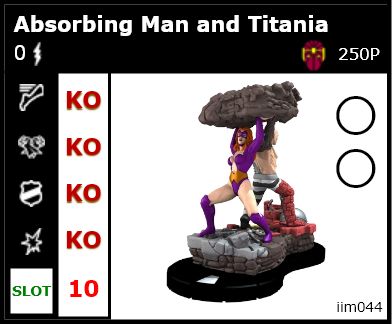 Absorbing Man and Titania
0 250P
KO
KO
KO
KO
SLOT 10
iim044